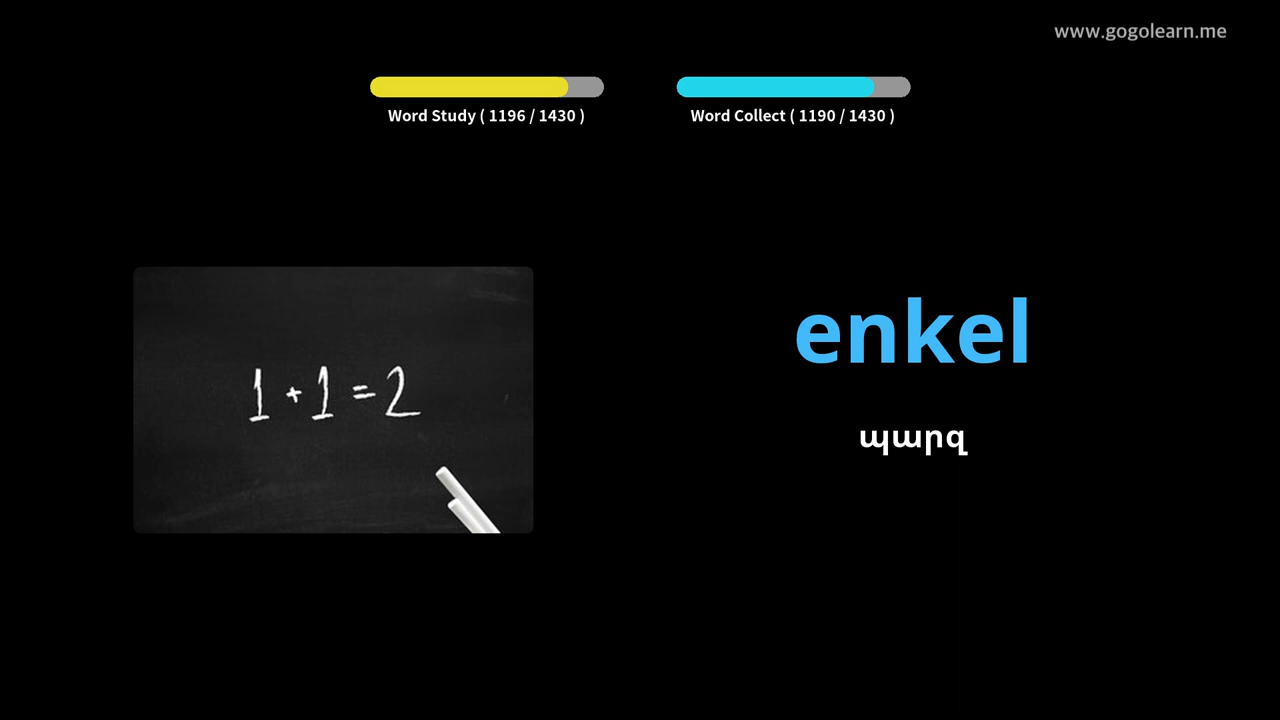 www.gogolearn.me
Word Study ( 1196 / 1430 )
Word Collect ( 1190 / 1430 )
1 + 1 = 2
enkel
պարզ